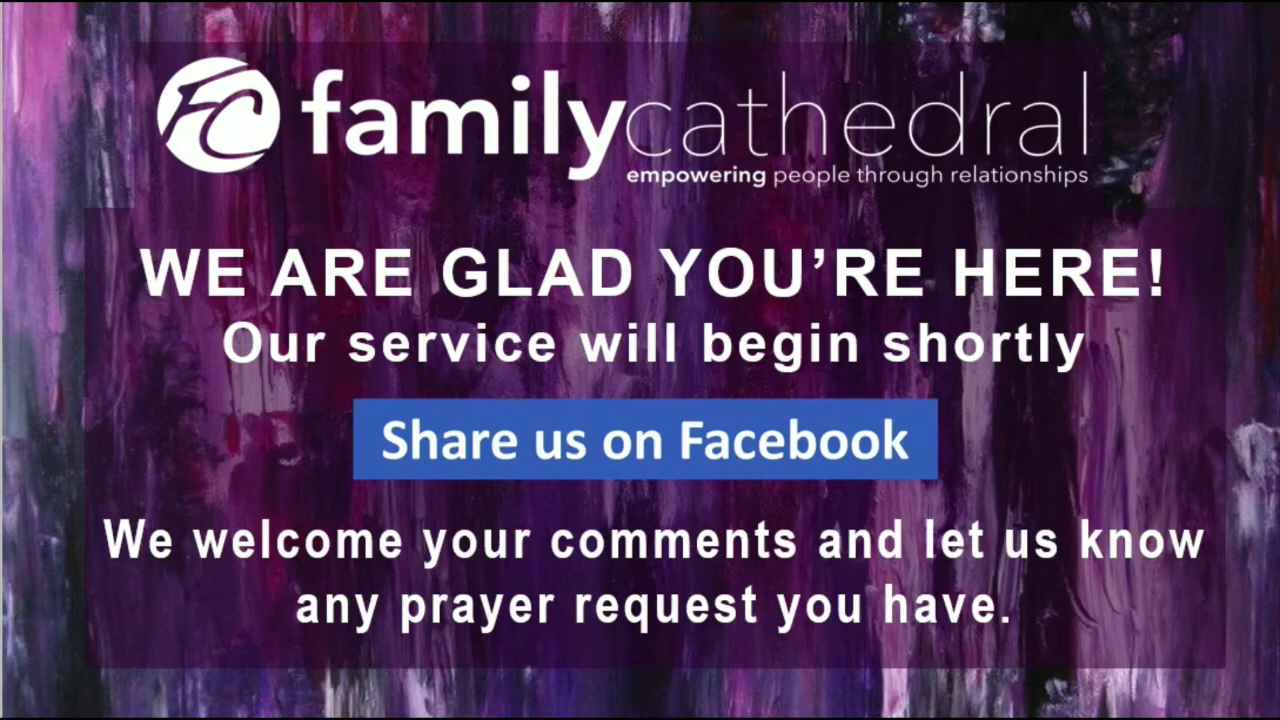 FC familycathedral
empowering people through relationships
WE ARE GLAD YOU'RE HERE!
Our service will begin shortly
Share us on Facebook
We welcome your comments and let us know
any prayer request you have.